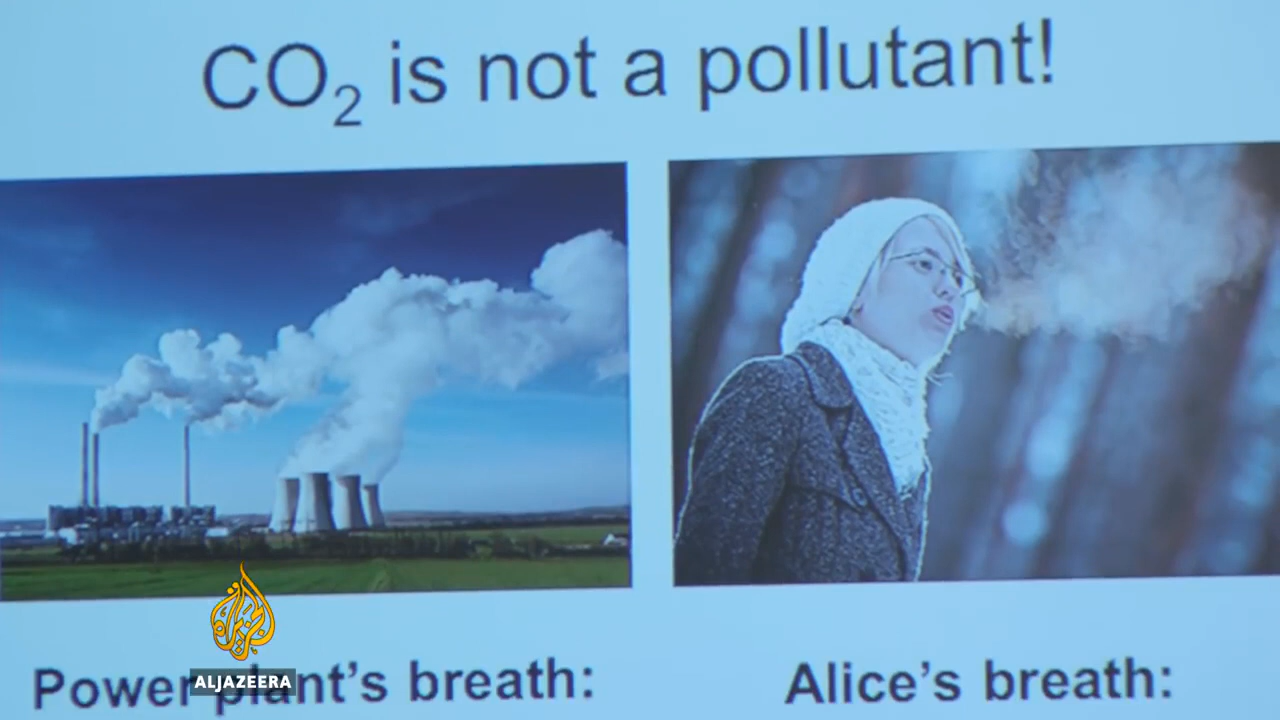 CO₂ is not a pollutant!
Power plant's breath:
Alice's breath:
ALJAZEERA